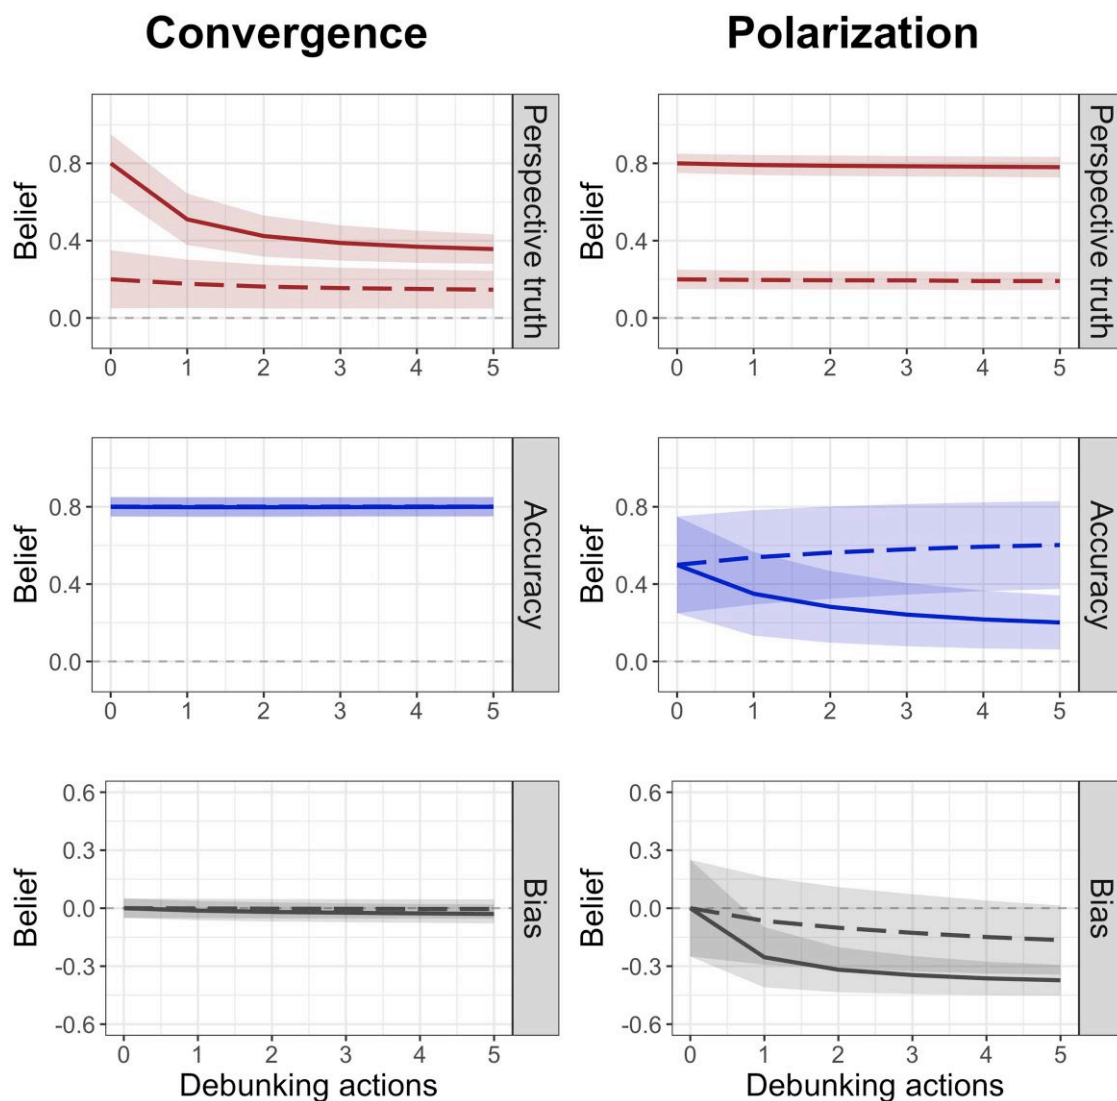 Convergence
Polarization
Belief
0.8
0.4
0.0
0 1 2 3 4 5
Perspective truth
Belief
0.8
0.4
0.0
0 1 2 3 4 5
Perspective truth
Belief
0.8
0.4
0.0
0 1 2 3 4 5
Accuracy
Belief
0.8
0.4
0.0
0 1 2 3 4 5
Accuracy
Belief
0.6
0.3
0.0
-0.3
-0.6
0 1 2 3 4 5
Debunking actions
Bias
Belief
0.6
0.3
0.0
-0.3
-0.6
0 1 2 3 4 5
Debunking actions
Bias